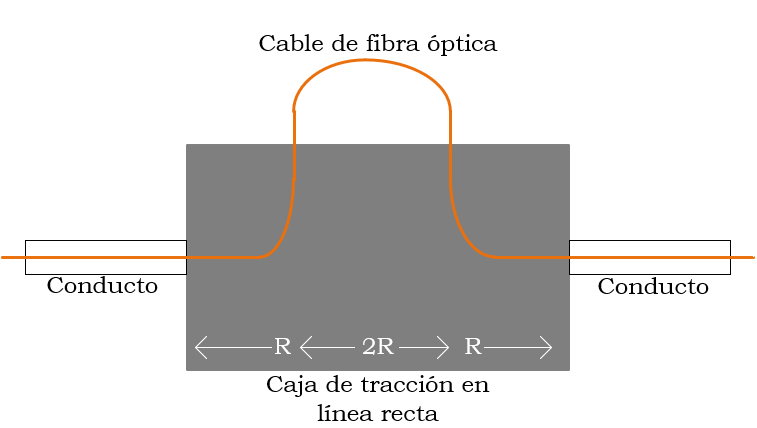 Cable de fibra óptica
Conducto
Conducto
R 2R R
Caja de tracción en
línea recta